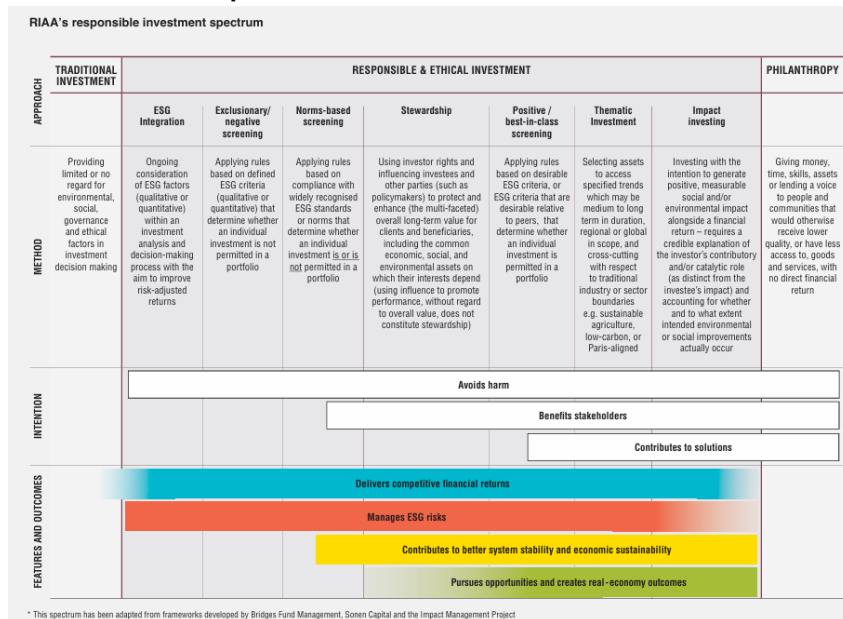 RIAA's responsible investment spectrum
APPROACH
TRADITIONAL
INVESTMENT
RESPONSIBLE & ETHICAL INVESTMENT
PHILANTHROPY
ESG
Integration
Exclusionary/
negative
screening
Norms-based
screening
Stewardship
Positive /
best-in-class
screening
Thematic
Investment
Impact
investing
METHOD
Providing
limited or no
regard for
environmental,
social,
governance
and ethical
factors in
investment
decision making
Ongoing
consideration
of ESG factors
(qualitative or
quantitative)
within an
investment
analysis and
decision-making
process with the
aim to improve
risk-adjusted
returns
Applying rules
based on defined
ESG criteria
(qualitative or
quantitative) that
determine whether
an individual
investment is not
permitted in a
portfolio
Applying rules
based on
compliance with
widely recognised
ESG standards
or norms that
determine whether
an individual
investment is or is
not permitted in a
portfolio
Using investor rights and
influencing investees and
other parties (such as
policymakers) to protect and
enhance (the multi-faceted)
overall long-term value for
clients and beneficiaries,
including the common
economic, social, and
environmental assets on
which their interests depend
(using influence to promote
performance, without regard
to overall value, does not
constitute stewardship)
Applying rules
based on desirable
ESG criteria, or
ESG criteria that are
desirable relative
to peers, that
determine whether
an individual
investment is
permitted in a
portfolio
Selecting assets
to access
specified trends
which may be
medium to long
term in duration,
regional or global
in scope, and
cross-cutting
with respect
to traditional
industry or sector
boundaries
e.g. sustainable
agriculture,
low-carbon, or
Paris-aligned
Investing with the
intention to generate
positive, measurable
social and/or
environmental impact
alongside a financial
return – requires a
credible explanation of
the investor's contributory
and/or catalytic role
(as distinct from the
investee's impact) and
accounting for whether
and to what extent
intended environmental
or social improvements
actually occur
Giving money,
time, skills, assets
or lending a voice
to people and
communities that
would otherwise
receive lower
quality, or have less
access to, goods
and services, with
no direct financial
return
INTENTION
Avoids harm
Benefits stakeholders
Contributes to solutions
FEATURES AND OUTCOMES
Delivers competitive financial returns
Manages ESG risks
Contributes to better system stability and economic sustainability
Pursues opportunities and creates real-economy outcomes
* This spectrum has been adapted from frameworks developed by Bridges Fund Management, Sonen Capital and the Impact Management Project